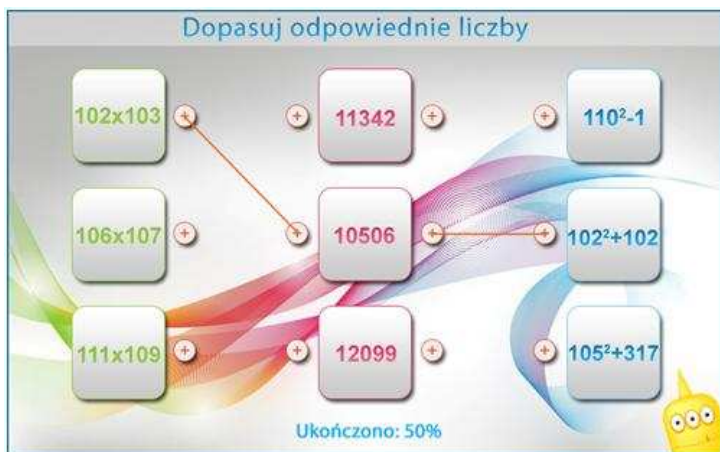 Dopasuj odpowiednie liczby
102x103
11342
110²-1
106x107
10506
102²+102
111x109
12099
105²+317
Ukończono: 50%